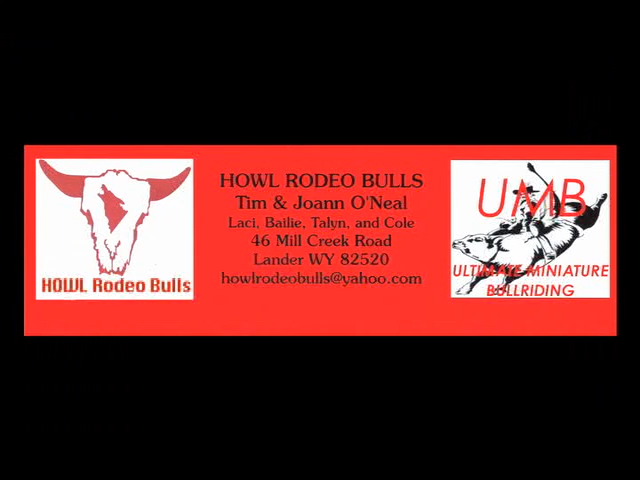 HOWL Rodeo Bulls
HOWL RODEO BULLS
Tim & Joann O'Neal
Laci, Bailie, Talyn, and Cole
46 Mill Creek Road
Lander WY 82520
howlrodeobulls@yahoo.com
UMB
ULTIMATE MINIATURE
BULLRIDING